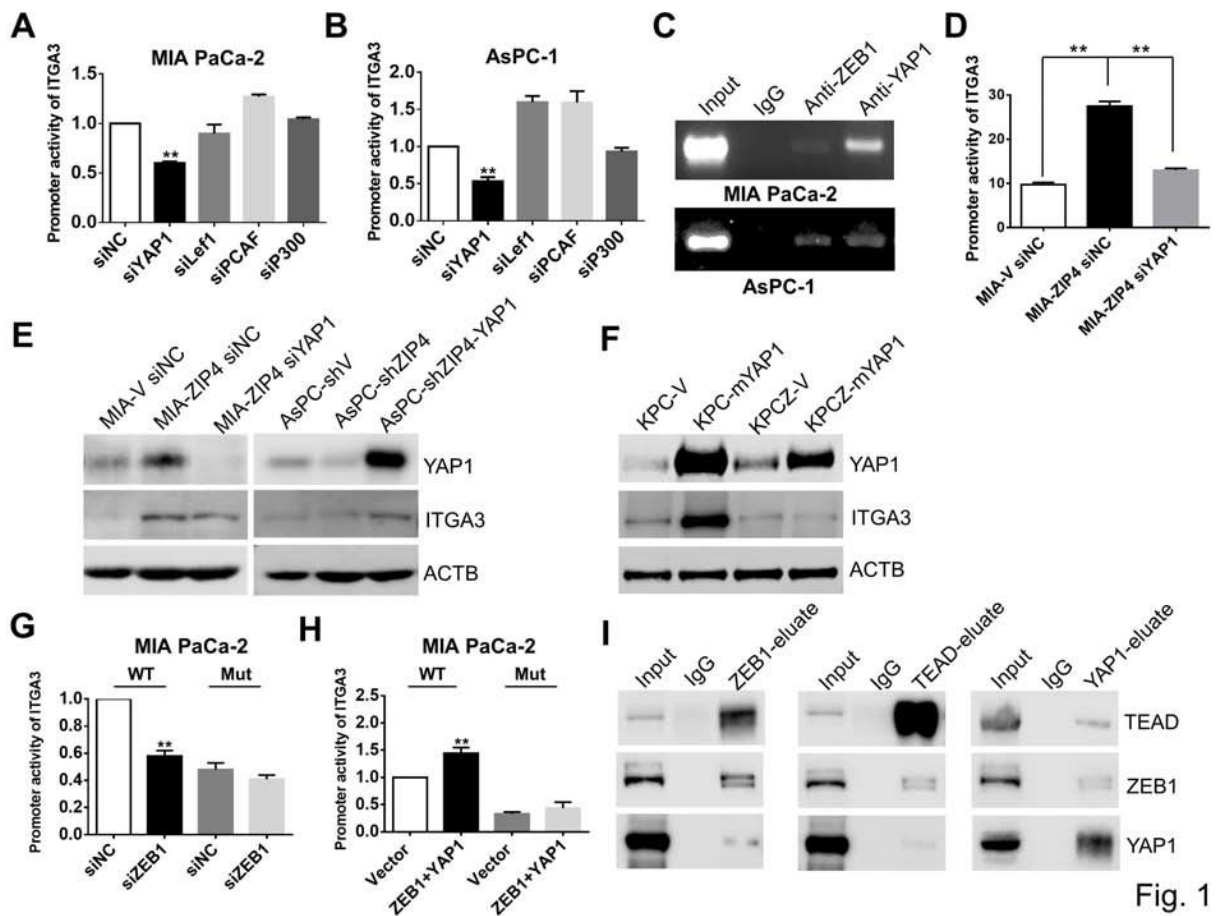 A
MIA PaCa-2
Promoter activity of ITGA3
1.5
1.0
0.5
0.0
**
siNC
siYAP1
siLef1
siPCAF
siP300
B
AsPC-1
Promoter activity of ITGA3
2.0
1.5
1.0
0.5
0.0
**
siNC
siYAP1
siLef1
siPCAF
siP300
C
Input
IgG
Anti-ZEB1
Anti-YAP1
MIA PaCa-2
AsPC-1
D
Promoter activity of ITGA3
** **
30
20
10
0
MIA-V siNC
MIA-ZIP4 siNC
MIA-ZIP4 siYAP1
E
MIA-V siNC
MIA-ZIP4 siNC
MIA-ZIP4 siYAP1
AsPC-shV
AsPC-shZIP4
AsPC-shZIP4-YAP1
YAP1
ITGA3
ACTB
F
KPC-V
KPC-mYAP1
KPCZ-V
KPCZ-mYAP1
YAP1
ITGA3
ACTB
G
MIA PaCa-2
WT Mut
Promoter activity of ITGA3
1.0
0.8
0.6
0.4
0.2
0.0
**
siNC
siZEB1
siNC
siZEB1
H
MIA PaCa-2
WT Mut
Promoter activity of ITGA3
2.5
2.0
1.5
1.0
0.5
0.0
**
Vector
ZEB1+YAP1
Vector
ZEB1+YAP1
I
Input
IgG
ZEB1-eluate
Input
IgG
TEAD-eluate
Input
IgG
YAP1-eluate
TEAD
ZEB1
YAP1
Fig. 1